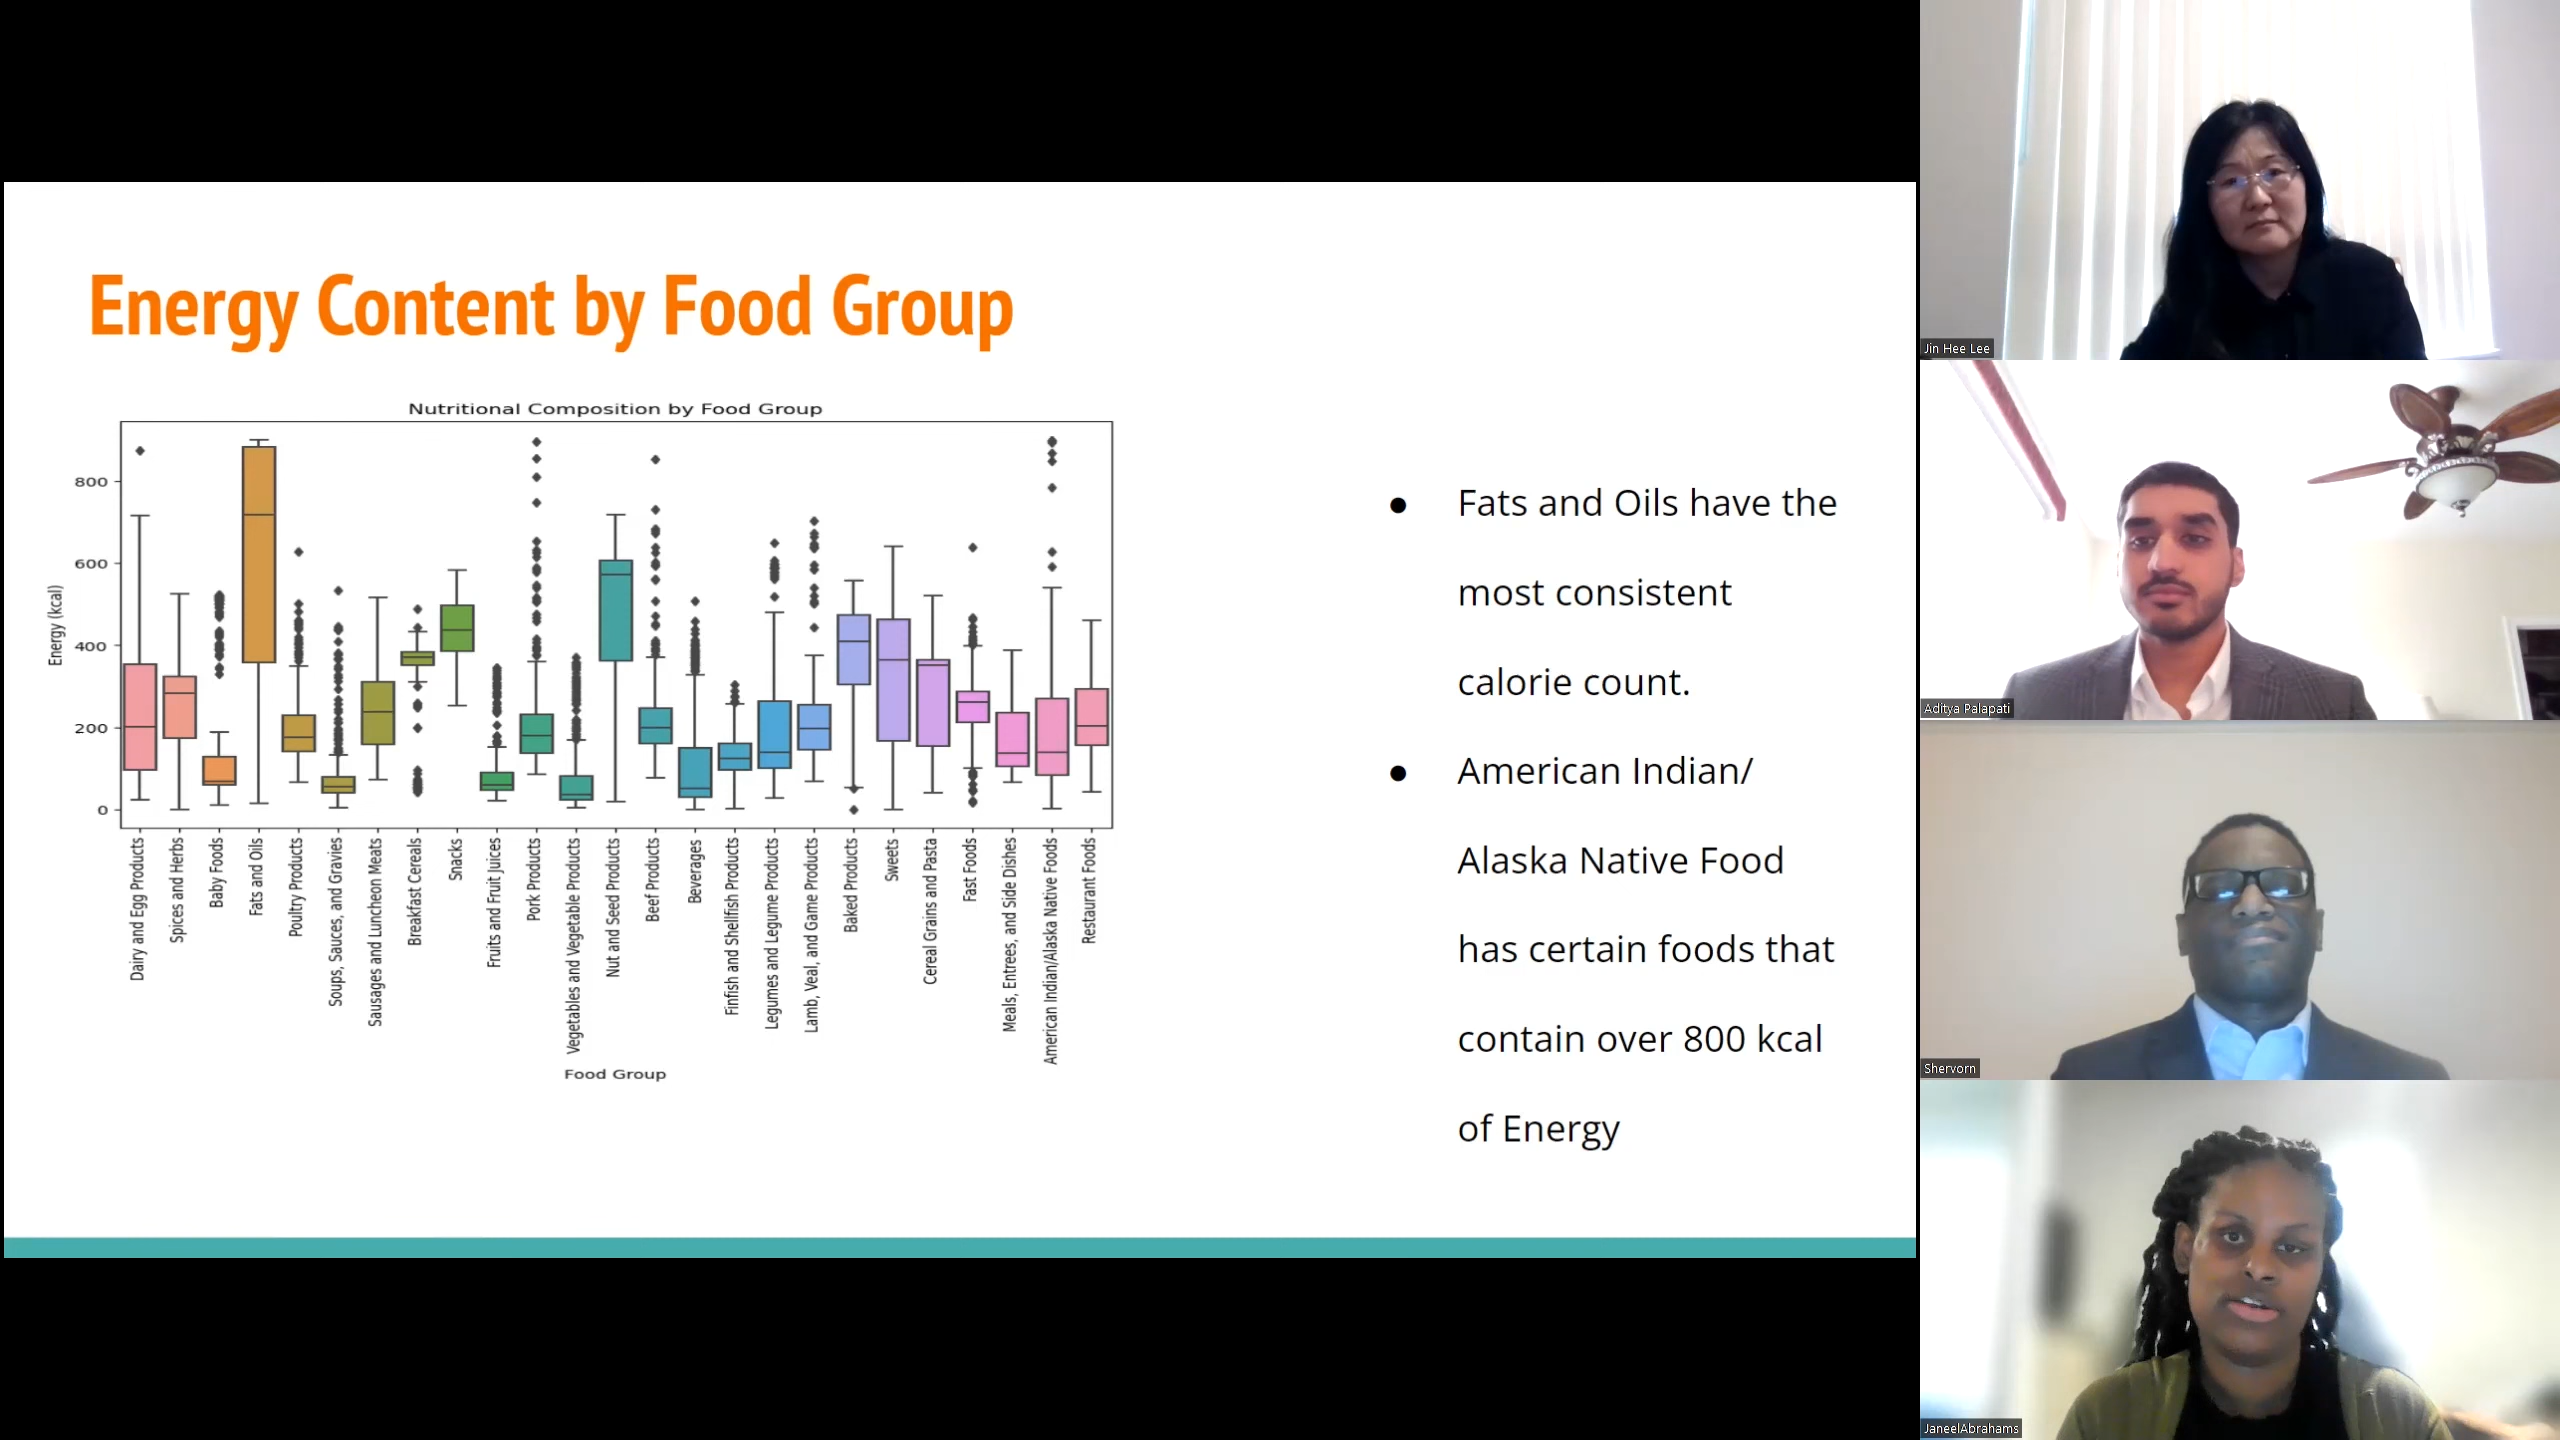 Energy Content by Food Group
Nutritional Composition by Food Group
Energy (kcal)
800
600
400
200
0
Dairy and Egg Products
Spices and Herbs
Baby Foods
Fats and Oils
Poultry Products
Soups, Sauces, and Gravies
Sausages and Luncheon Meats
Breakfast Cereals
Snacks
Fruits and Fruit Juices
Pork Products
Vegetables and Vegetable Products
Nut and Seed Products
Beef Products
Beverages
Finfish and Shellfish Products
Legumes and Legume Products
Lamb, Veal, and Game Products
Baked Products
Sweets
Cereal Grains and Pasta
Fast Foods
Meals, Entrees, and Side Dishes
American Indian/Alaska Native Foods
Restaurant Foods
Food Group
● Fats and Oils have the
most consistent
calorie count.
● American Indian/
Alaska Native Food
has certain foods that
contain over 800 kcal
of Energy
Jin Hee Lee
Aditya Palapati
Shervorn
JaneelAbrahams